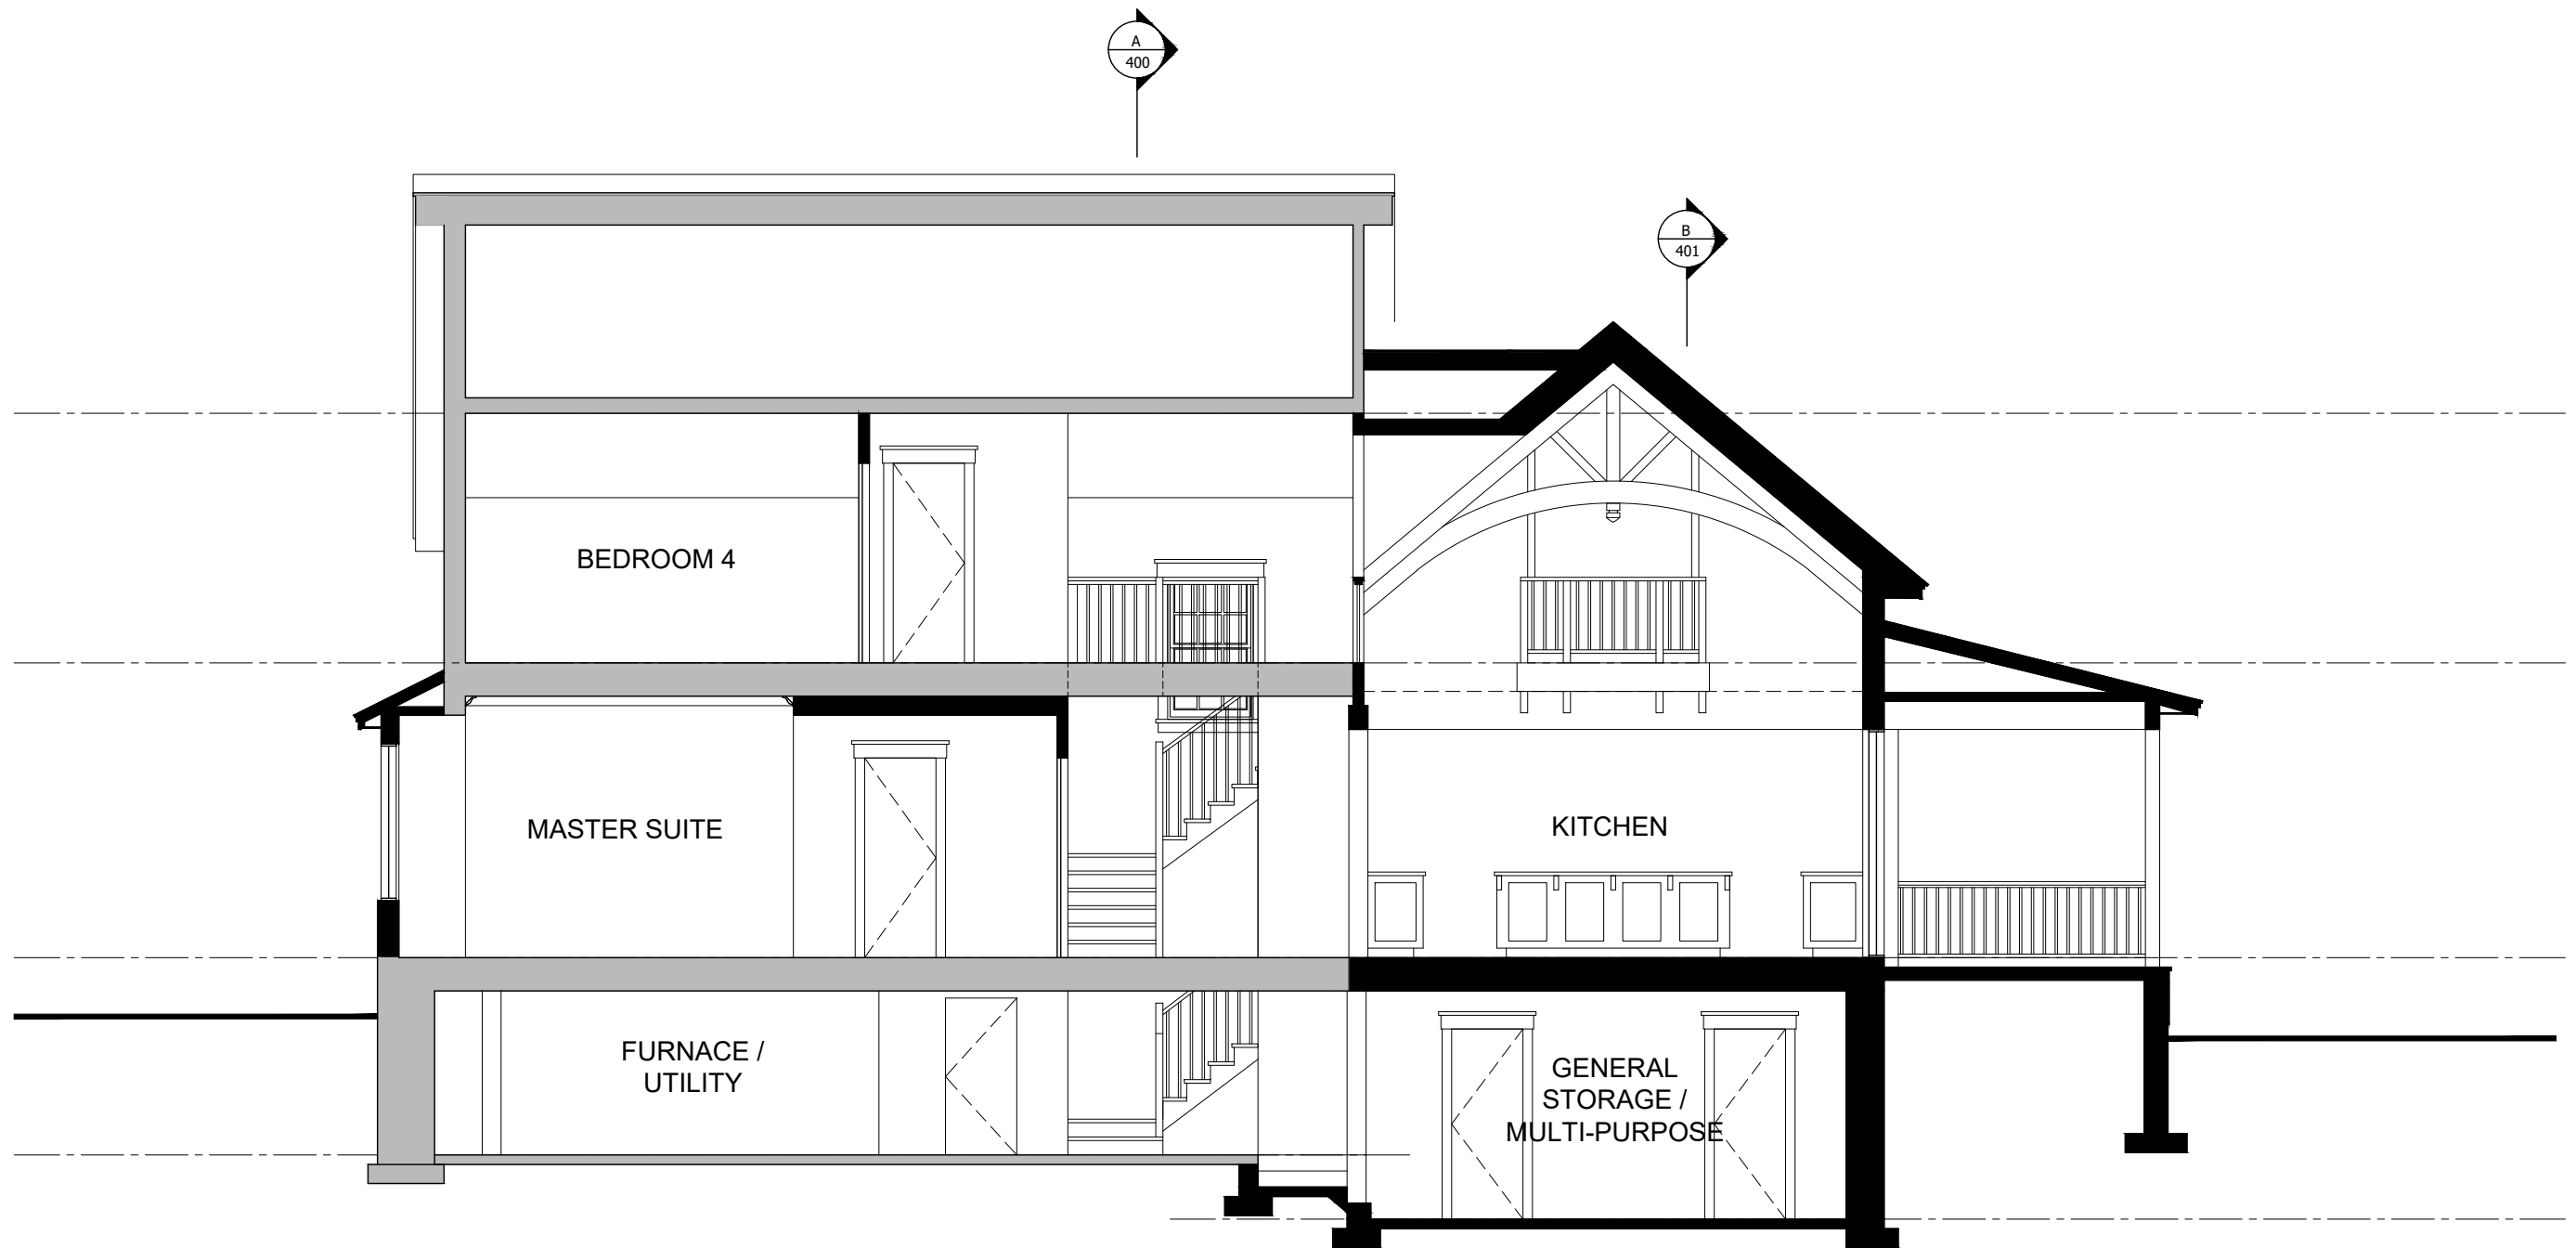 A
400
B
401
BEDROOM 4
MASTER SUITE
KITCHEN
FURNACE /
UTILITY
GENERAL
STORAGE /
MULTI-PURPOSE